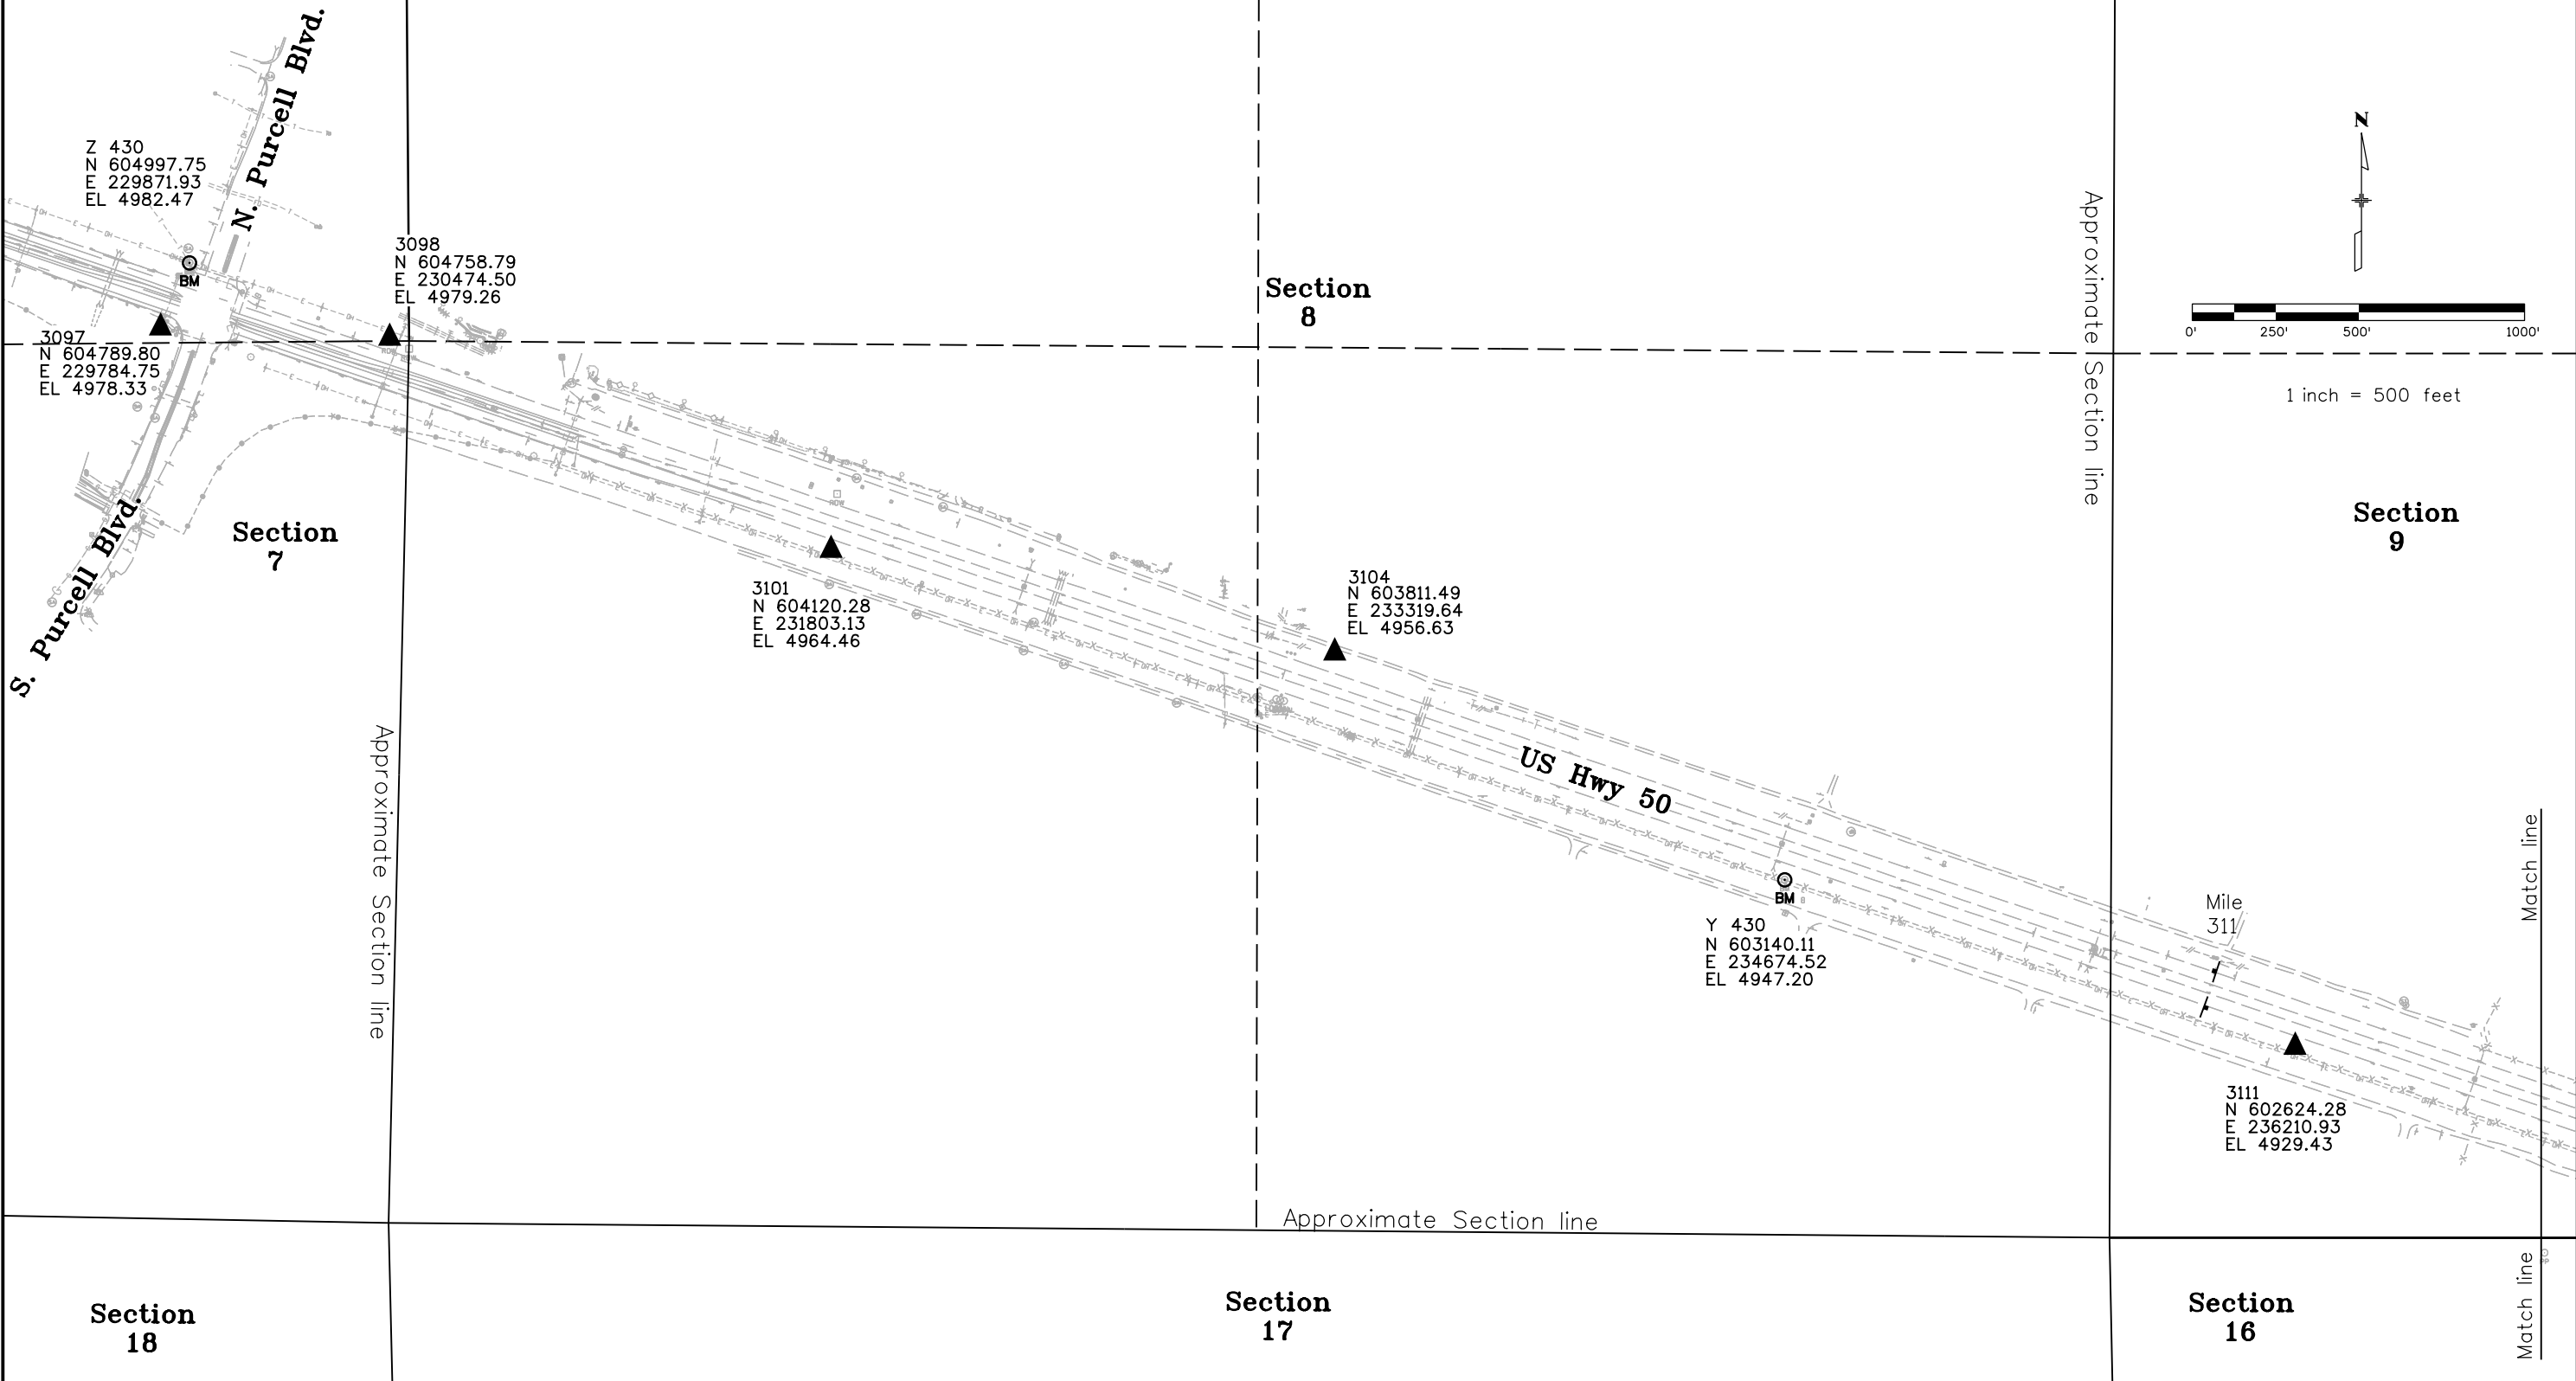 N. Purcell Blvd.
Z 430
N 604997.75
E 229871.93
EL 4982.47
BM
3098
N 604758.79
E 230474.50
EL 4979.26
3097
N 604789.80
E 229784.75
EL 4978.33
S. Purcell Blvd.
Section
7
Approximate Section line
Section
8
Approximate Section line
N
0' 250' 500' 1000'
1 inch = 500 feet
Section
9
3101
N 604120.28
E 231803.13
EL 4964.46
3104
N 603811.49
E 233319.64
EL 4956.63
US Hwy 50
BM
Y 430
N 603140.11
E 234674.52
EL 4947.20
Approximate Section line
Mile
311
Match line
3111
N 602624.28
E 236210.93
EL 4929.43
Approximate Section line
Section
18
Section
17
Section
16
Match line